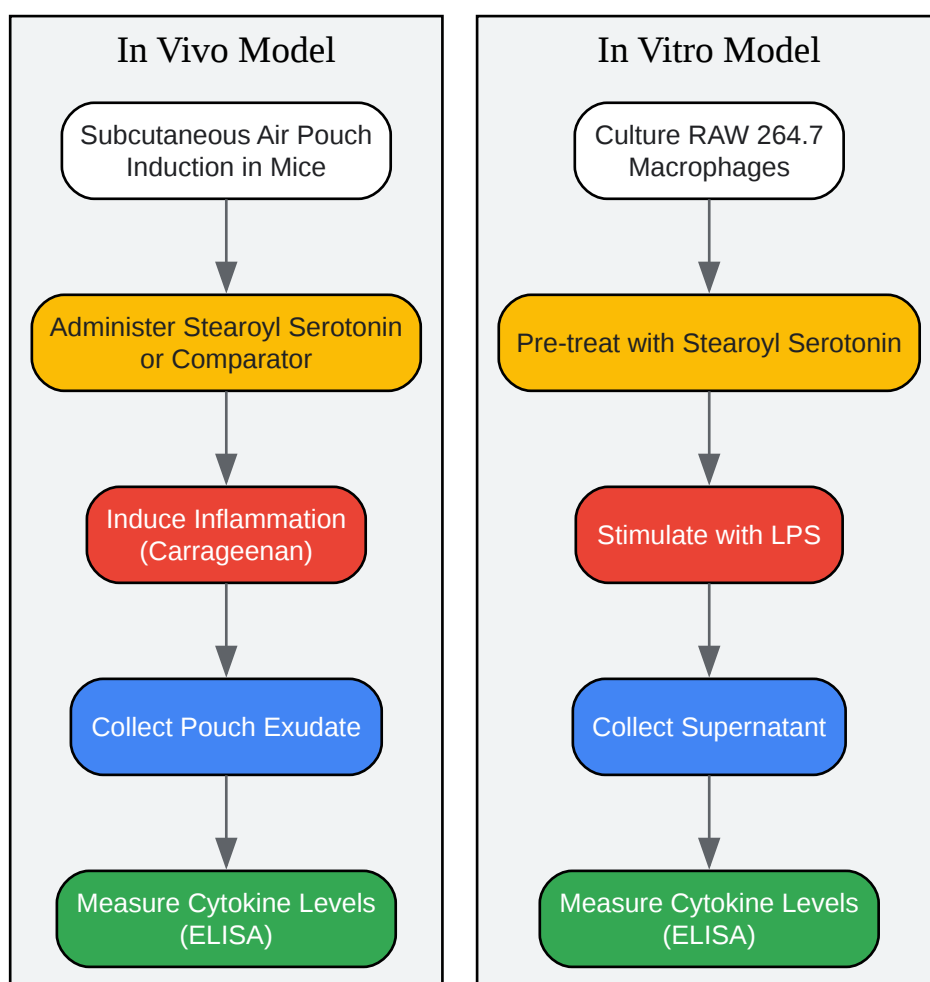 In Vivo Model
Subcutaneous Air Pouch
Induction in Mice
Administer Stearoyl Serotonin
or Comparator
Induce Inflammation
(Carrageenan)
Collect Pouch Exudate
Measure Cytokine Levels
(ELISA)
In Vitro Model
Culture RAW 264.7
Macrophages
Pre-treat with Stearoyl Serotonin
Stimulate with LPS
Collect Supernatant
Measure Cytokine Levels
(ELISA)